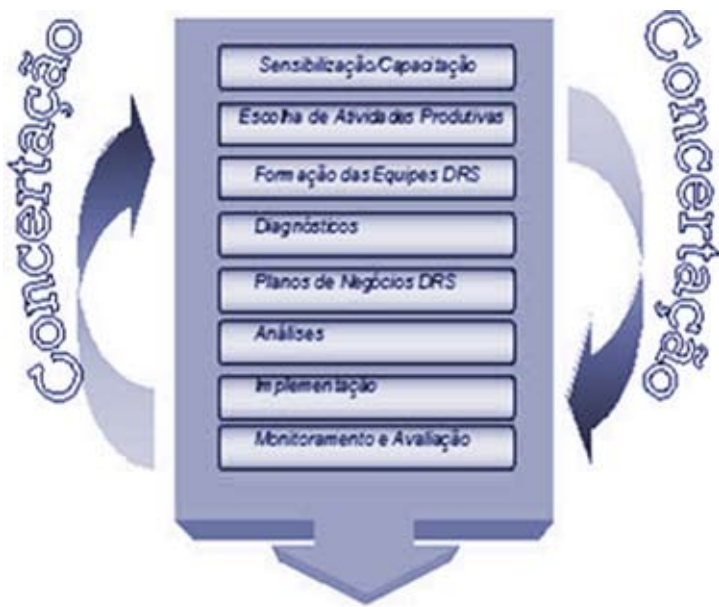 Concertação
Sensibilização/Capacitação
Escolha de Atividades Produtivas
Formação das Equipes DRS
Diagnósticos
Planos de Negócios DRS
Análises
Implementação
Monitoramento e Avaliação
Concertação